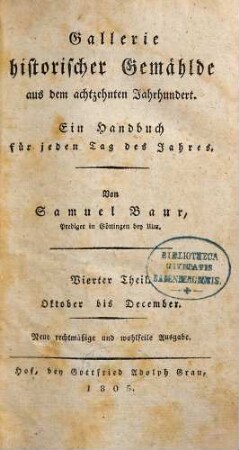 Gallerie
historischer Gemählde
aus dem achtzehnten Jahrhundert.
Ein Handbuch
für jeden Tag des Jahres.
Von
Samuel Baur,
Prediger in Göttingen bey Ulm.
BIBLIOTHECA
Vierter Theil
Oktober bis December.
Neue rechtmäßige und wohlfeile Ausgabe.
Hof, bey Gottfried Adolph Grau,
1805.